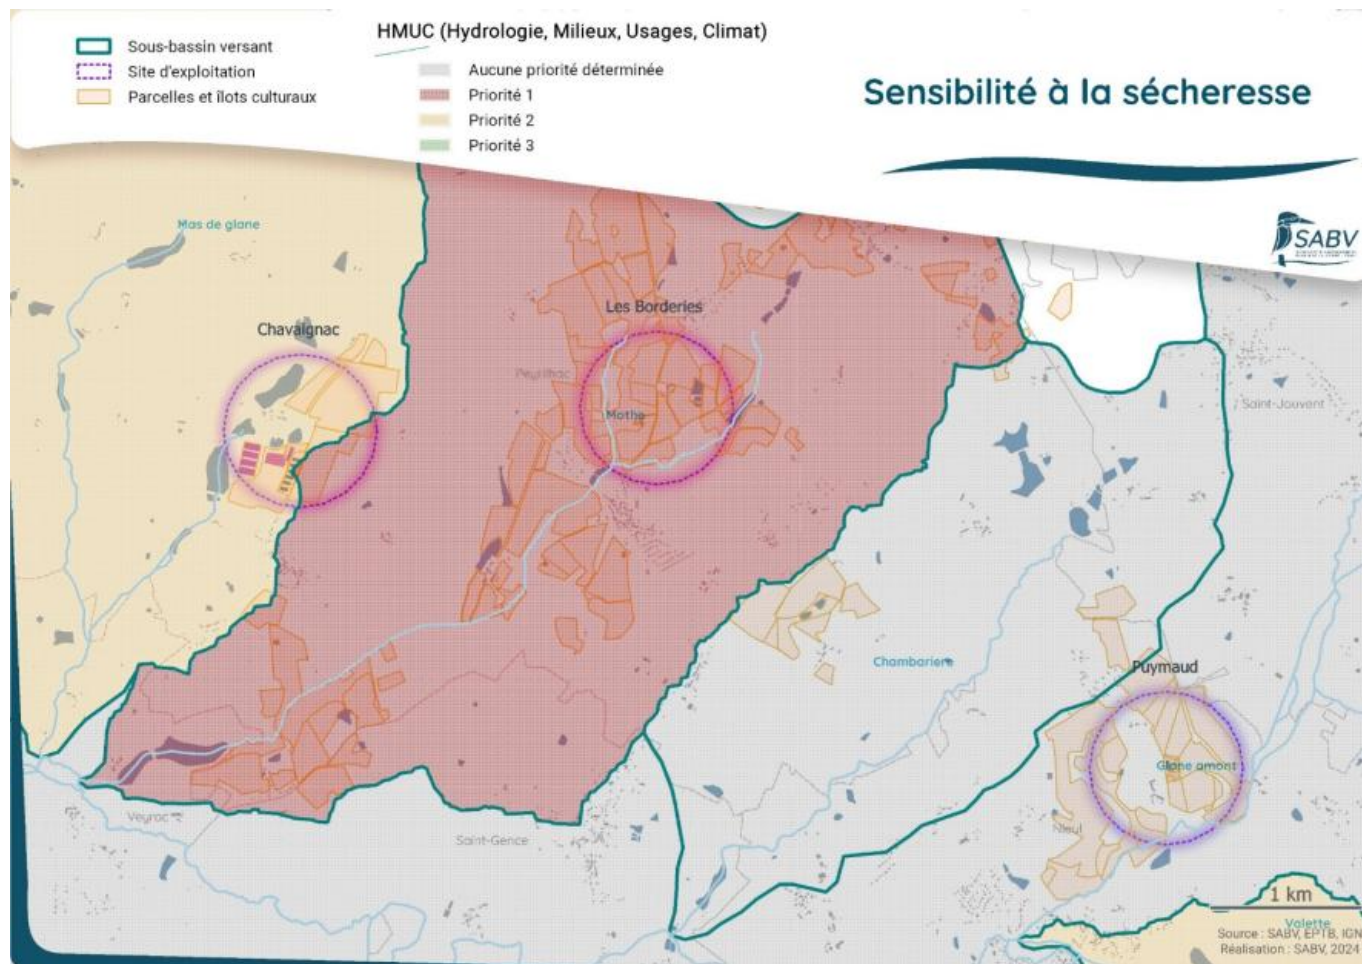 HMUC (Hydrologie, Milieux, Usages, Climat)
Sous-bassin versant
Site d'exploitation
Parcelles et îlots culturaux
Aucune priorité déterminée
Priorité 1
Priorité 2
Priorité 3
Sensibilité à la sécheresse
SABV
Mas de glane
Les Borderies
Chavaignac
Peyrilhac
Saint-Jouvent
Mothe
Chambariere
Puymaud
Glane amont
Veyrac
Nieul
Saint-Gence
1 km
Valette
Source : SABV, EPTB, IGN
Réalisation : SABV, 2024